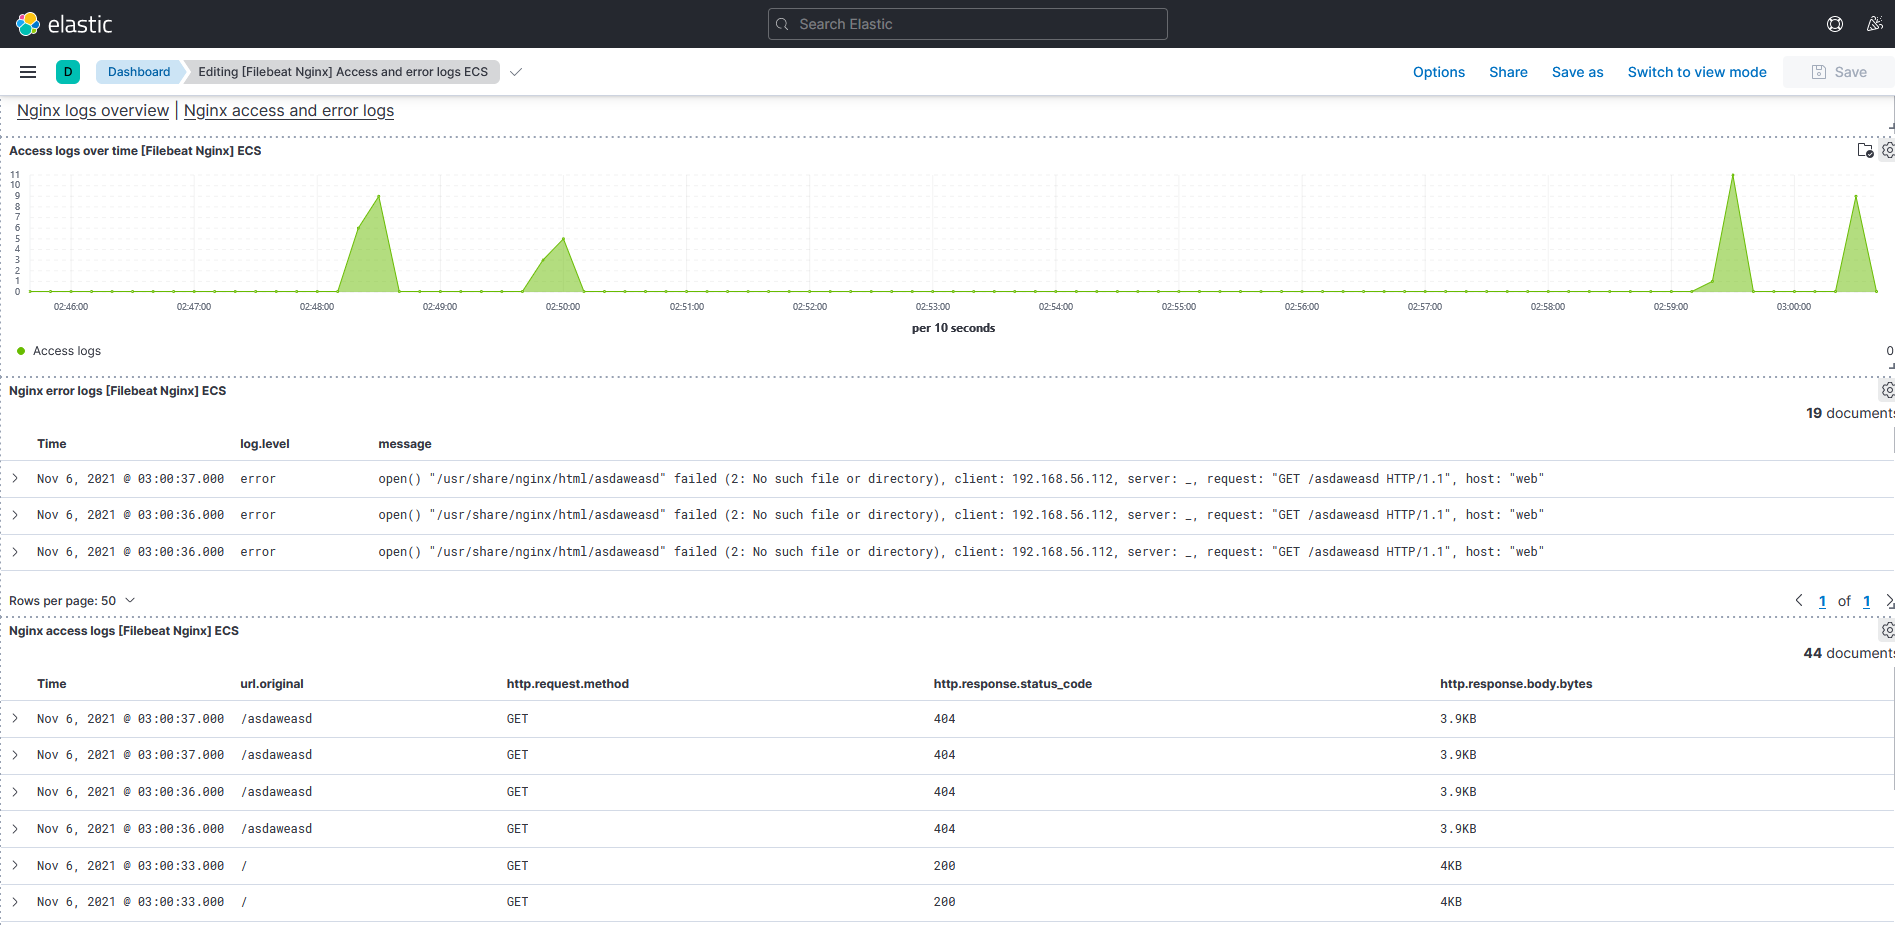 elastic Search Elastic
D Dashboard Editing [Filebeat Nginx] Access and error logs ECS Options Share Save as Switch to view mode Save
Nginx logs overview | Nginx access and error logs
Access logs over time [Filebeat Nginx] ECS
11
10
9
8
7
6
5
4
3
2
1
0
02:46:00 02:47:00 02:48:00 02:49:00 02:50:00 02:51:00 02:52:00 02:53:00 02:54:00 02:55:00 02:56:00 02:57:00 02:58:00 02:59:00 03:00:00
per 10 seconds
Access logs 0
Nginx error logs [Filebeat Nginx] ECS
19 documents
Time log.level message
Nov 6, 2021 @ 03:00:37.000 error open() "/usr/share/nginx/html/asdaweasd" failed (2: No such file or directory), client: 192.168.56.112, server: _, request: "GET /asdaweasd HTTP/1.1", host: "web"
Nov 6, 2021 @ 03:00:36.000 error open() "/usr/share/nginx/html/asdaweasd" failed (2: No such file or directory), client: 192.168.56.112, server: _, request: "GET /asdaweasd HTTP/1.1", host: "web"
Nov 6, 2021 @ 03:00:36.000 error open() "/usr/share/nginx/html/asdaweasd" failed (2: No such file or directory), client: 192.168.56.112, server: _, request: "GET /asdaweasd HTTP/1.1", host: "web"
Rows per page: 50 1 of 1
Nginx access logs [Filebeat Nginx] ECS
44 documents
Time url.original http.request.method http.response.status_code http.response.body.bytes
Nov 6, 2021 @ 03:00:37.000 /asdaweasd GET 404 3.9KB
Nov 6, 2021 @ 03:00:37.000 /asdaweasd GET 404 3.9KB
Nov 6, 2021 @ 03:00:36.000 /asdaweasd GET 404 3.9KB
Nov 6, 2021 @ 03:00:36.000 /asdaweasd GET 404 3.9KB
Nov 6, 2021 @ 03:00:33.000 / GET 200 4KB
Nov 6, 2021 @ 03:00:33.000 / GET 200 4KB